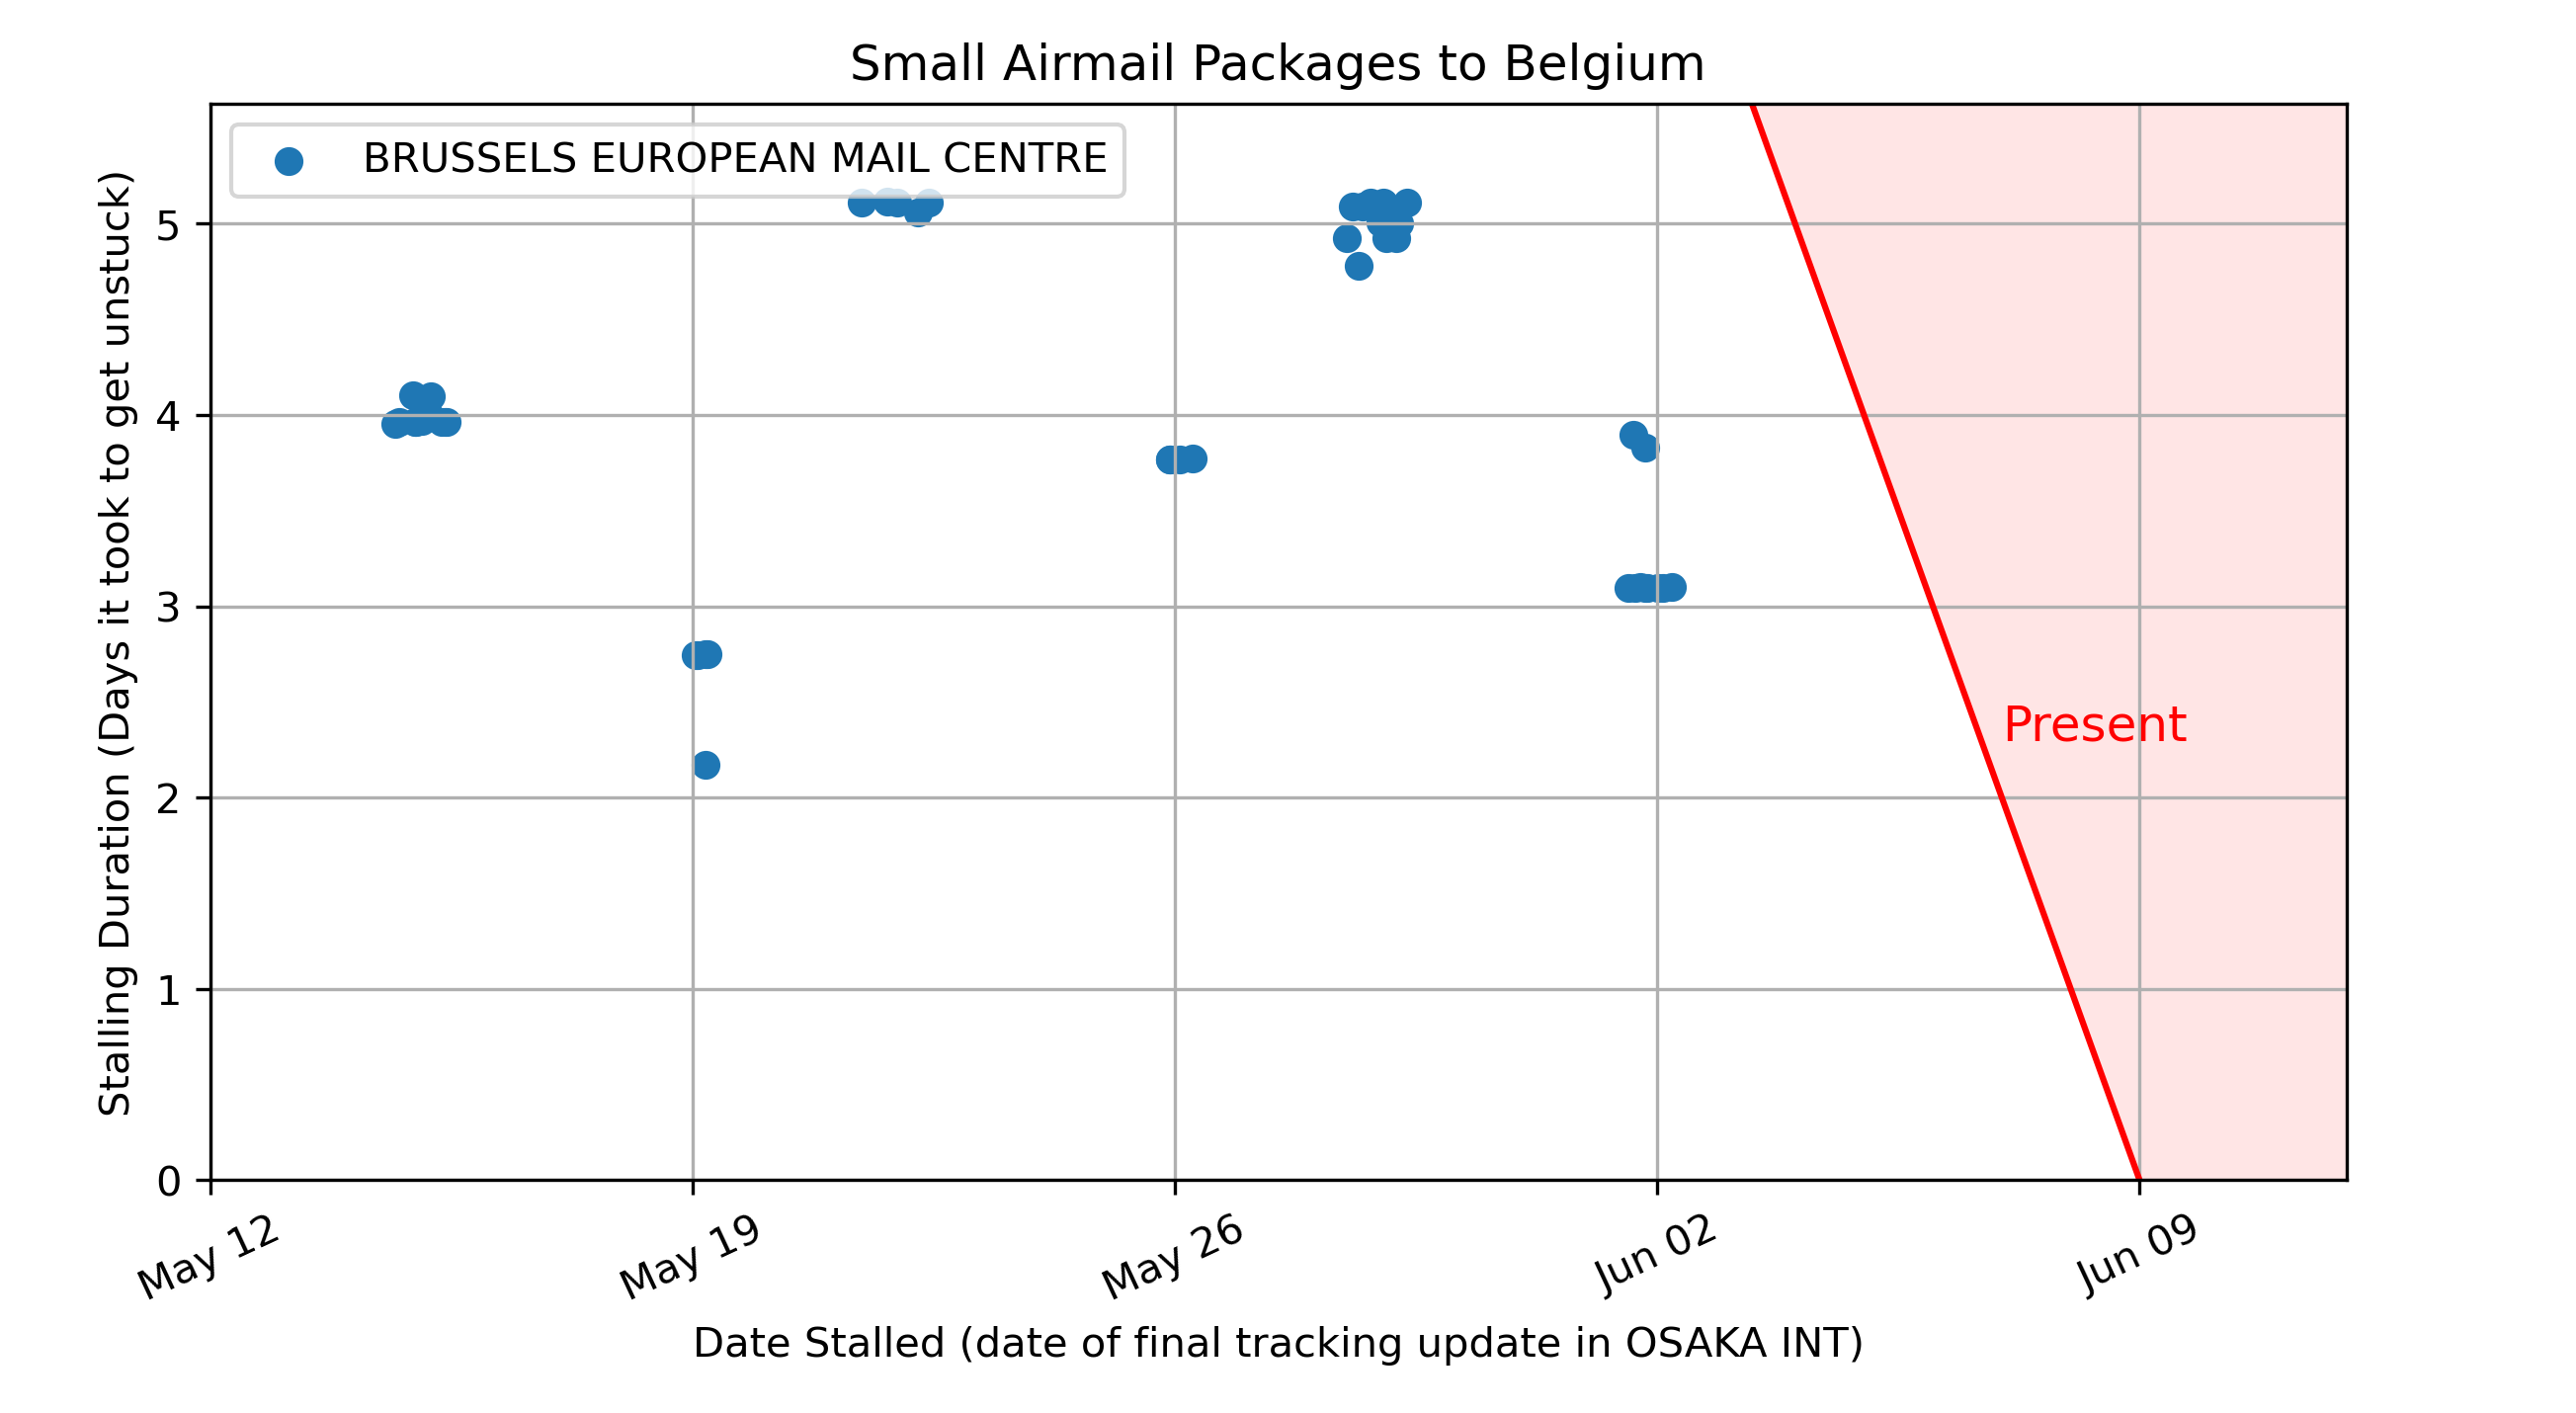 Small Airmail Packages to Belgium
BRUSSELS EUROPEAN MAIL CENTRE
Stalling Duration (Days it took to get unstuck)
5
4
3
2
1
0
Present
May 12
May 19
May 26
Jun 02
Jun 09
Date Stalled (date of final tracking update in OSAKA INT)